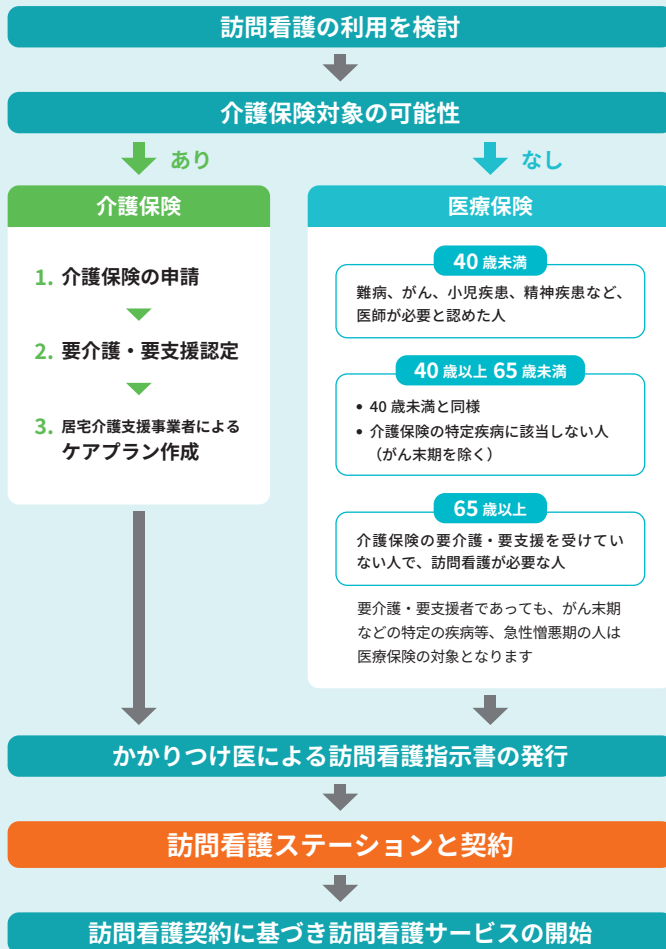 訪問看護の利用を検討
介護保険対象の可能性
あり
なし
介護保険
1. 介護保険の申請
2. 要介護・要支援認定
3. 居宅介護支援事業者による
ケアプラン作成
医療保険
40 歳未満
難病、がん、小児疾患、精神疾患など、
医師が必要と認めた人
40 歳以上 65 歳未満
• 40 歳未満と同様
• 介護保険の特定疾病に該当しない人
（がん末期を除く）
65 歳以上
介護保険の要介護・要支援を受けてい
ない人で、訪問看護が必要な人
要介護・要支援者であっても、がん末期
などの特定の疾病等、急性憎悪期の人は
医療保険の対象となります
かかりつけ医による訪問看護指示書の発行
訪問看護ステーションと契約
訪問看護契約に基づき訪問看護サービスの開始